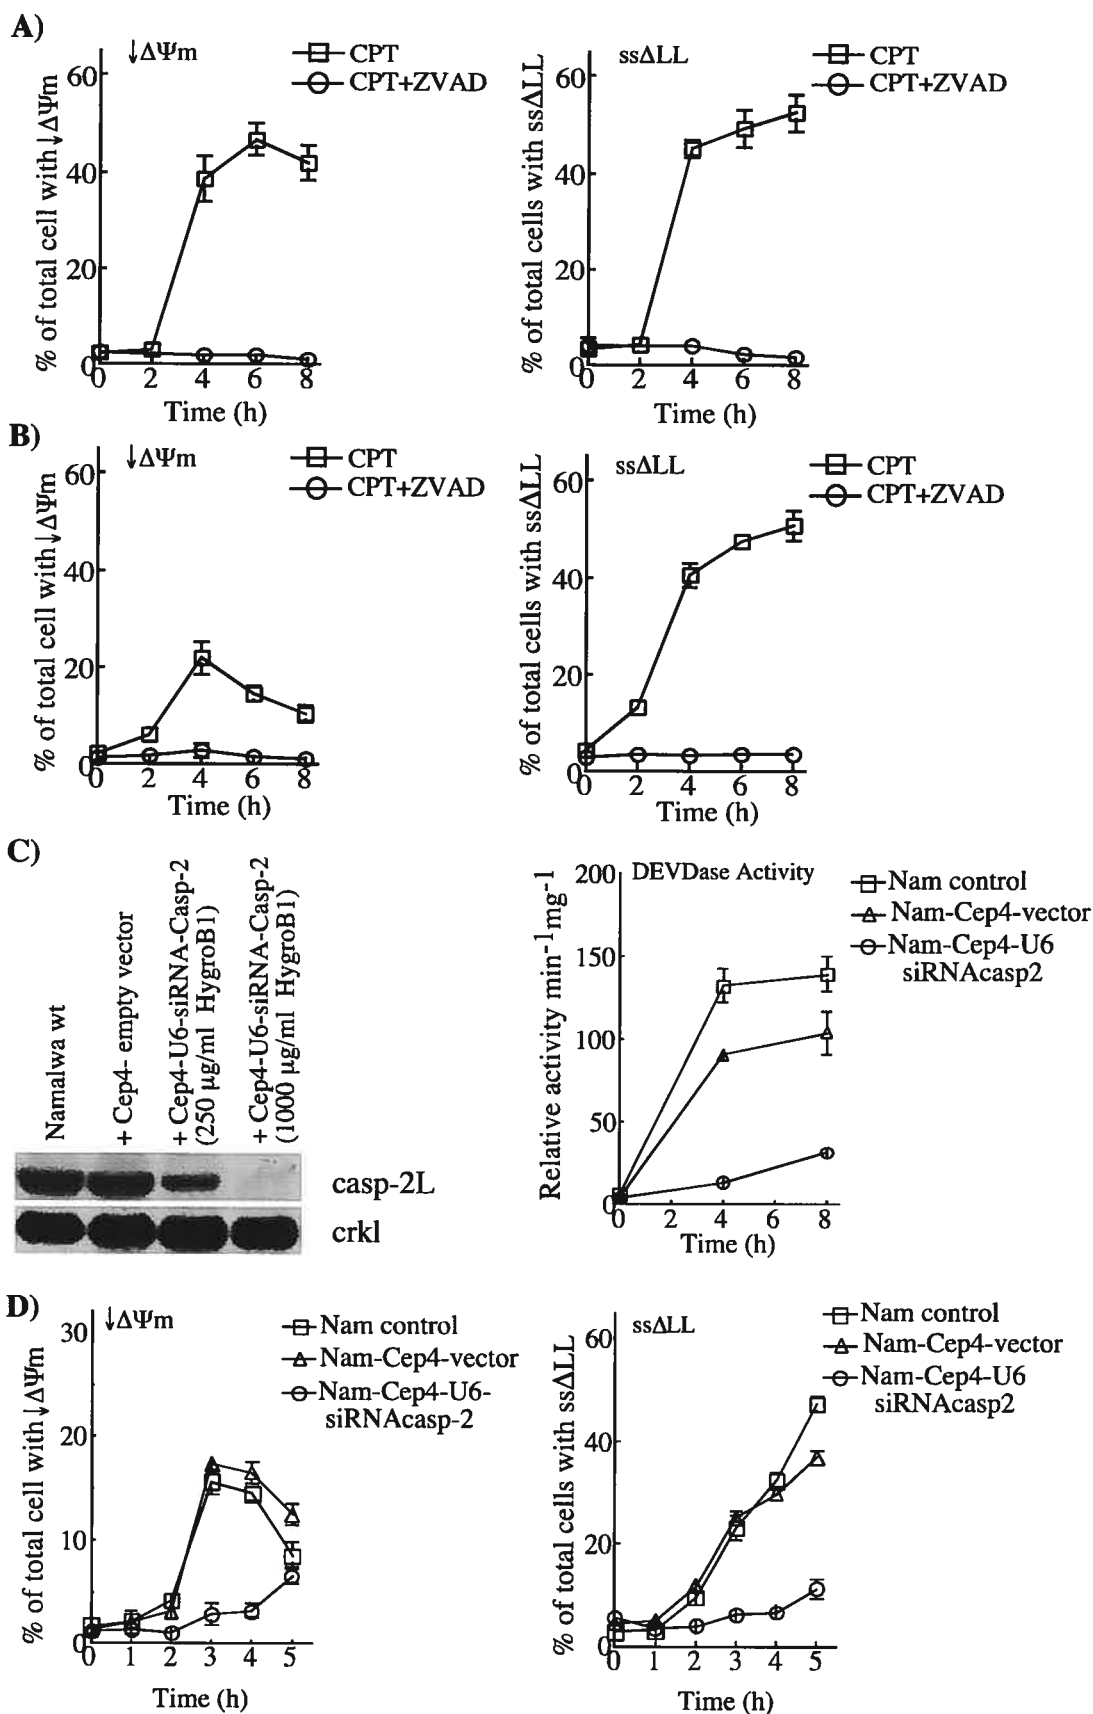 A)
↓ΔΨm
CPT
CPT+ZVAD
% of total cell with↓ΔΨm
60
40
20
0
0 2 4 6 8
Time (h)
ssΔLL
CPT
CPT+ZVAD
% of total cells with ssΔLL
60
40
20
0
0 2 4 6 8
Time (h)
B)
↓ΔΨm
CPT
CPT+ZVAD
% of total cell with↓ΔΨm
60
40
20
0
0 2 4 6 8
Time (h)
ssΔLL
CPT
CPT+ZVAD
% of total cells with ssΔLL
60
40
20
0
0 2 4 6 8
Time (h)
C)
Namalwa wt
+ Cep4- empty vector
+ Cep4-U6-siRNA-Casp-2
(250 µg/ml HygroB1)
+ Cep4-U6-siRNA-Casp-2
(1000 µg/ml HygroB1)
casp-2L
crkl
DEVDase Activity
Nam control
Nam-Cep4-vector
Nam-Cep4-U6
siRNAcasp2
Relative activity min-1mg-1
200
150
100
50
0
0 2 4 6 8
Time (h)
D)
↓ΔΨm
Nam control
Nam-Cep4-vector
Nam-Cep4-U6-
siRNAcasp-2
% of total cell with↓ΔΨm
30
20
10
0
0 1 2 3 4 5
Time (h)
ssΔLL
Nam control
Nam-Cep4-vector
Nam-Cep4-U6
siRNAcasp2
% of total cells with ssΔLL
60
40
20
0
0 1 2 3 4 5
Time (h)